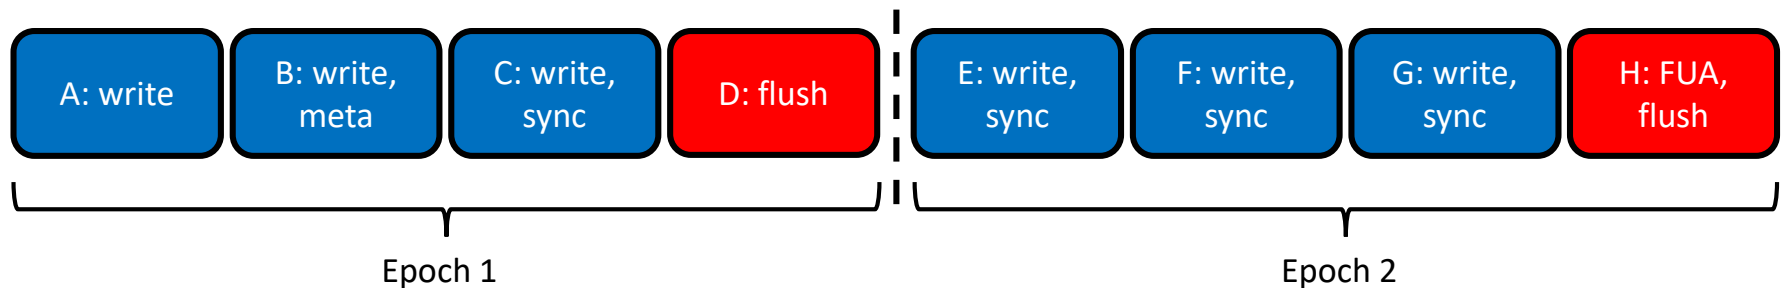 A: write
B: write,
meta
C: write,
sync
D: flush
E: write,
sync
F: write,
sync
G: write,
sync
H: FUA,
flush
Epoch 1
Epoch 2